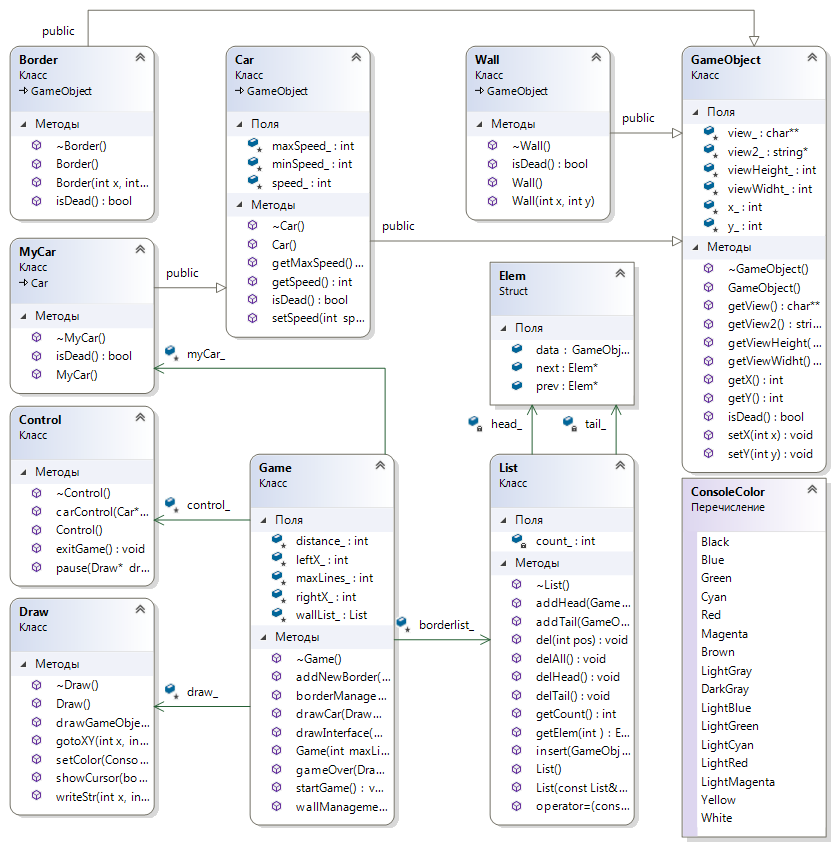 public
Border
Класс
GameObject
Методы
~Border()
Border()
Border(int x, int...
isDead() : bool
Car
Класс
GameObject
Поля
maxSpeed_ : int
minSpeed_ : int
speed_ : int
Методы
~Car()
Car()
getMaxSpeed() ...
getSpeed() : int
isDead() : bool
setSpeed(int sp...
Wall
Класс
GameObject
Методы
~Wall()
isDead() : bool
Wall()
Wall(int x, int y)
public
GameObject
Класс
Поля
view_ : char**
view2_ : string*
viewHeight_ : int
viewWidht_ : int
x_ : int
y_ : int
Методы
~GameObject()
GameObject()
getView() : char**
getView2() : stri...
getViewHeight( ...
getViewWidht() ...
getX() : int
getY() : int
isDead() : bool
setX(int x) : void
setY(int y) : void
public
MyCar
Класс
Car
Методы
~MyCar()
isDead() : bool
MyCar()
public
Elem
Struct
Поля
data : GameObj...
next : Elem*
prev : Elem*
myCar_
head_
tail_
Control
Класс
Методы
~Control()
carControl(Car*...
Control()
exitGame() : void
pause(Draw* dr...
control_
Game
Класс
Поля
distance_ : int
leftX_ : int
maxLines_ : int
rightX_ : int
wallList_ : List
Методы
~Game()
addNewBorder(...
borderManage...
drawCar(Draw...
drawInterface(...
Game(int maxLi...
gameOver(Dra...
startGame() : v...
wallManageme...
borderlist_
List
Класс
Поля
count_ : int
Методы
~List()
addHead(Game...
addTail(GameO...
del(int pos) : void
delAll() : void
delHead() : void
delTail() : void
getCount() : int
getElem(int ) : E...
insert(GameObj...
List()
List(const List&...
operator=(cons...
ConsoleColor
Перечисление
Black
Blue
Green
Cyan
Red
Magenta
Brown
LightGray
DarkGray
LightBlue
LightGreen
LightCyan
LightRed
LightMagenta
Yellow
White
Draw
Класс
Методы
~Draw()
Draw()
drawGameObje...
gotoXY(int x, in...
setColor(Conso...
showCursor(bo...
writeStr(int x, in...
draw_